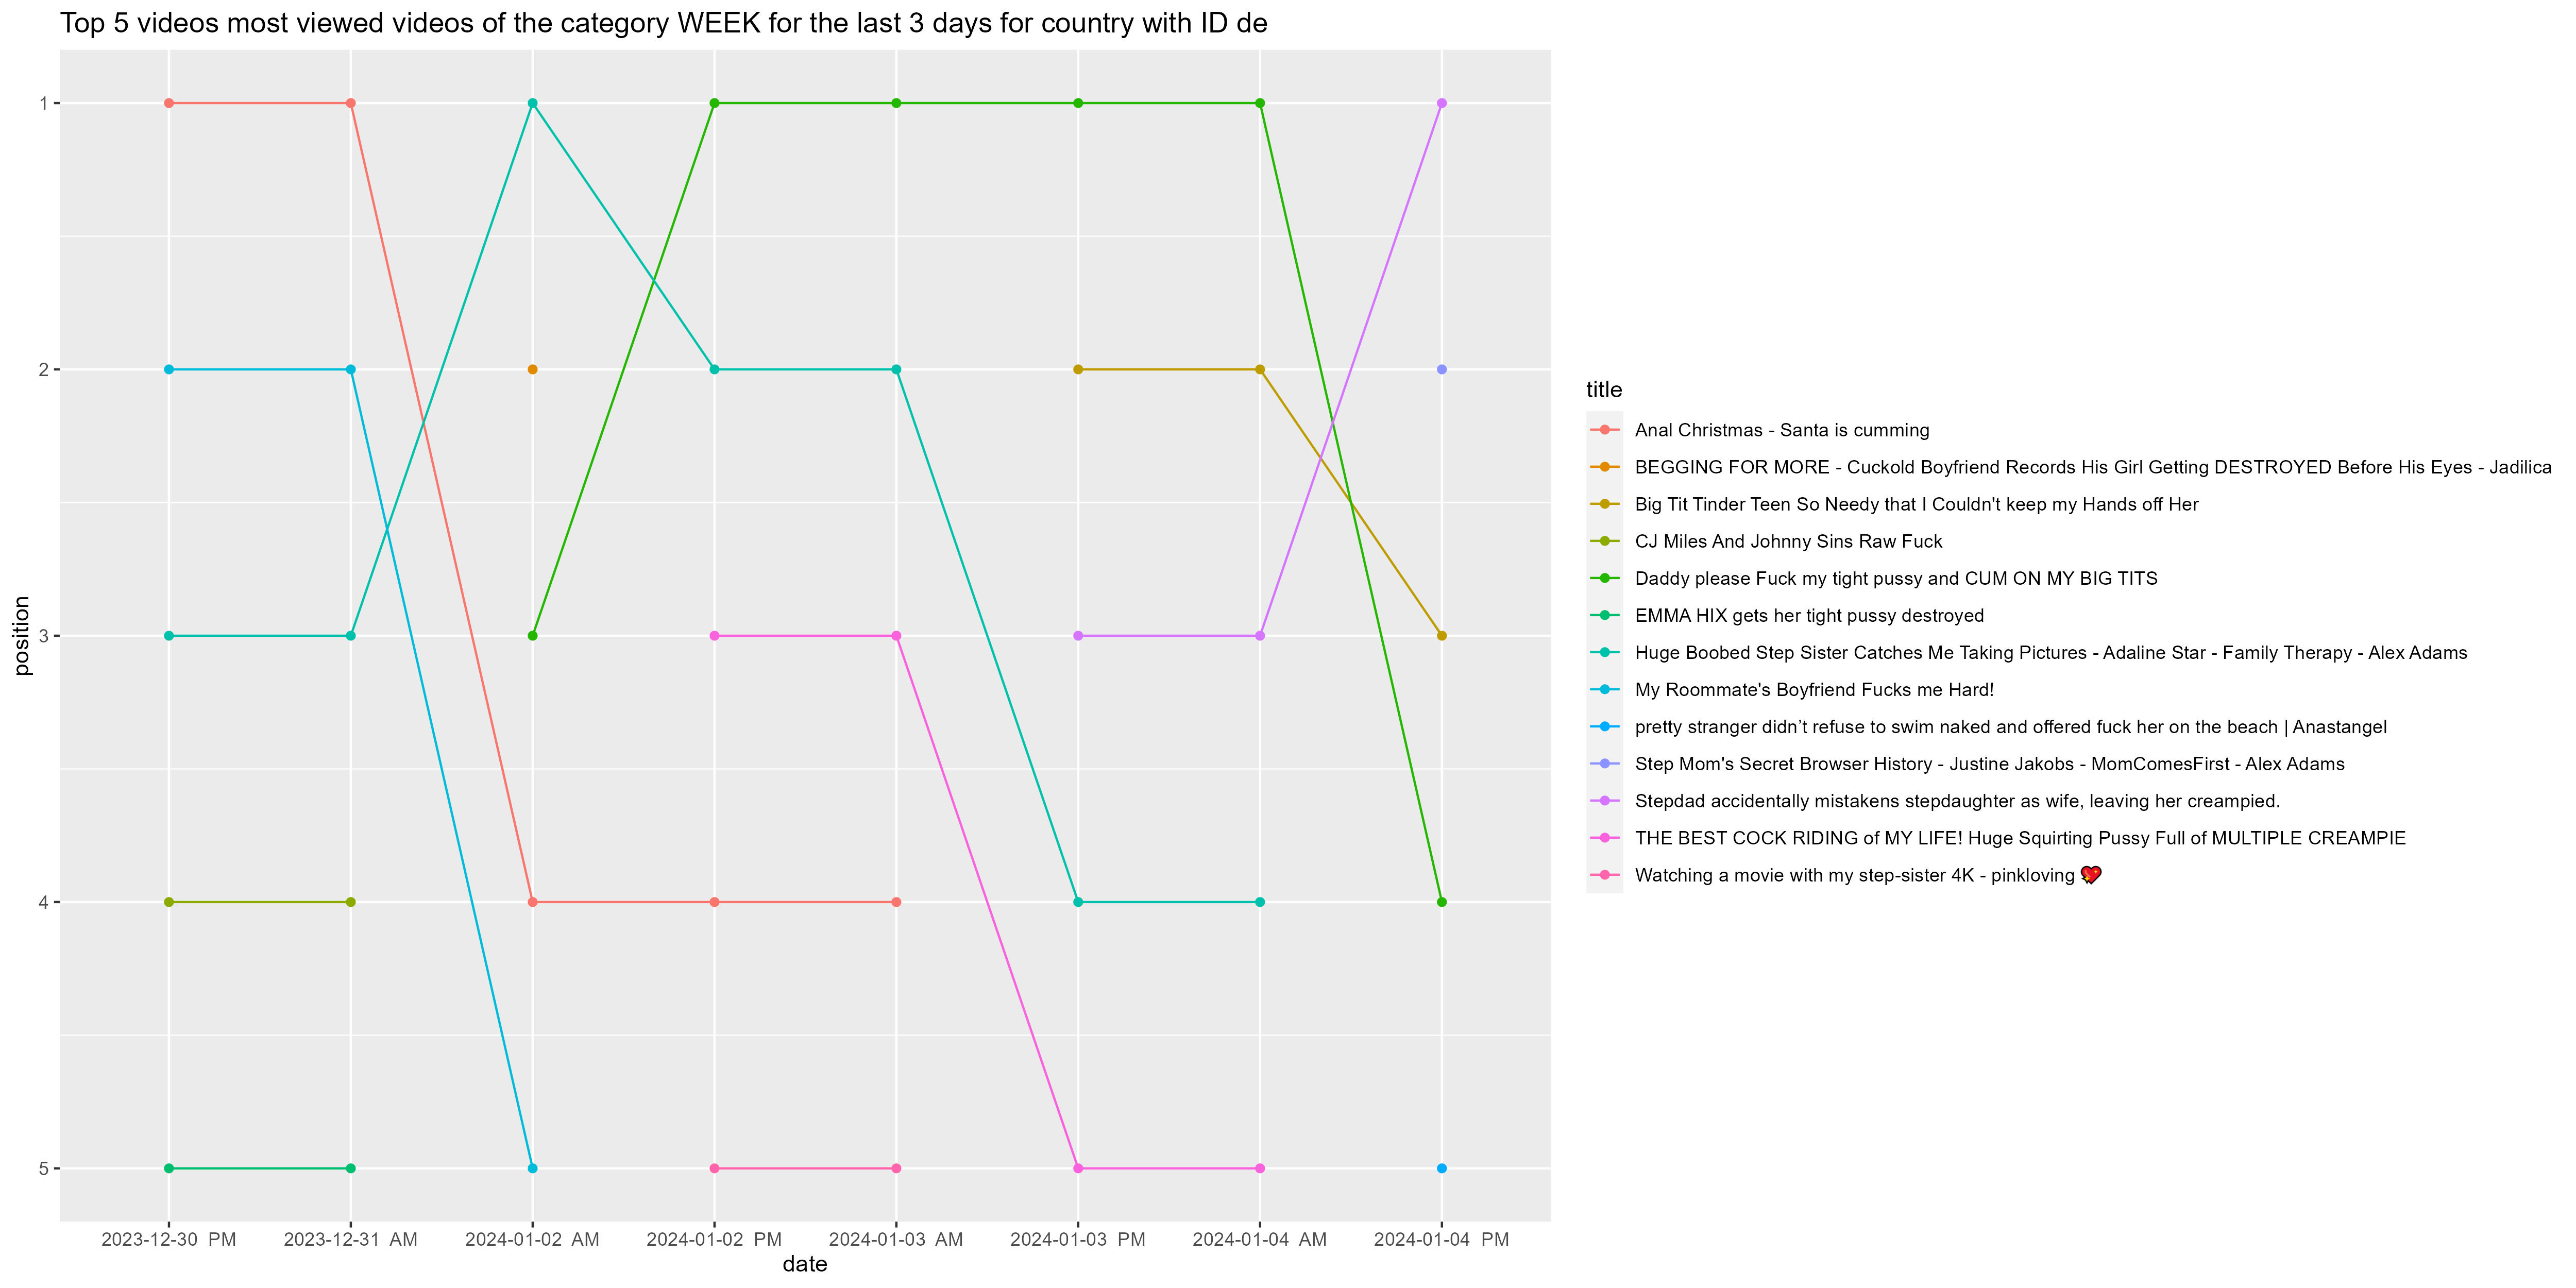 Top 5 videos most viewed videos of the category WEEK for the last 3 days for country with ID de
position
1
2
3
4
5
2023-12-30 PM
2023-12-31 AM
2024-01-02 AM
2024-01-02 PM
2024-01-03 AM
2024-01-03 PM
2024-01-04 AM
2024-01-04 PM
date
title
Anal Christmas - Santa is cumming
BEGGING FOR MORE - Cuckold Boyfriend Records His Girl Getting DESTROYED Before His Eyes - Jadilica
Big Tit Tinder Teen So Needy that I Couldn't keep my Hands off Her
CJ Miles And Johnny Sins Raw Fuck
Daddy please Fuck my tight pussy and CUM ON MY BIG TITS
EMMA HIX gets her tight pussy destroyed
Huge Boobed Step Sister Catches Me Taking Pictures - Adaline Star - Family Therapy - Alex Adams
My Roommate's Boyfriend Fucks me Hard!
pretty stranger didn’t refuse to swim naked and offered fuck her on the beach | Anastangel
Step Mom's Secret Browser History - Justine Jakobs - MomComesFirst - Alex Adams
Stepdad accidentally mistakens stepdaughter as wife, leaving her creampied.
THE BEST COCK RIDING of MY LIFE! Huge Squirting Pussy Full of MULTIPLE CREAMPIE
Watching a movie with my step-sister 4K - pinkloving 💖